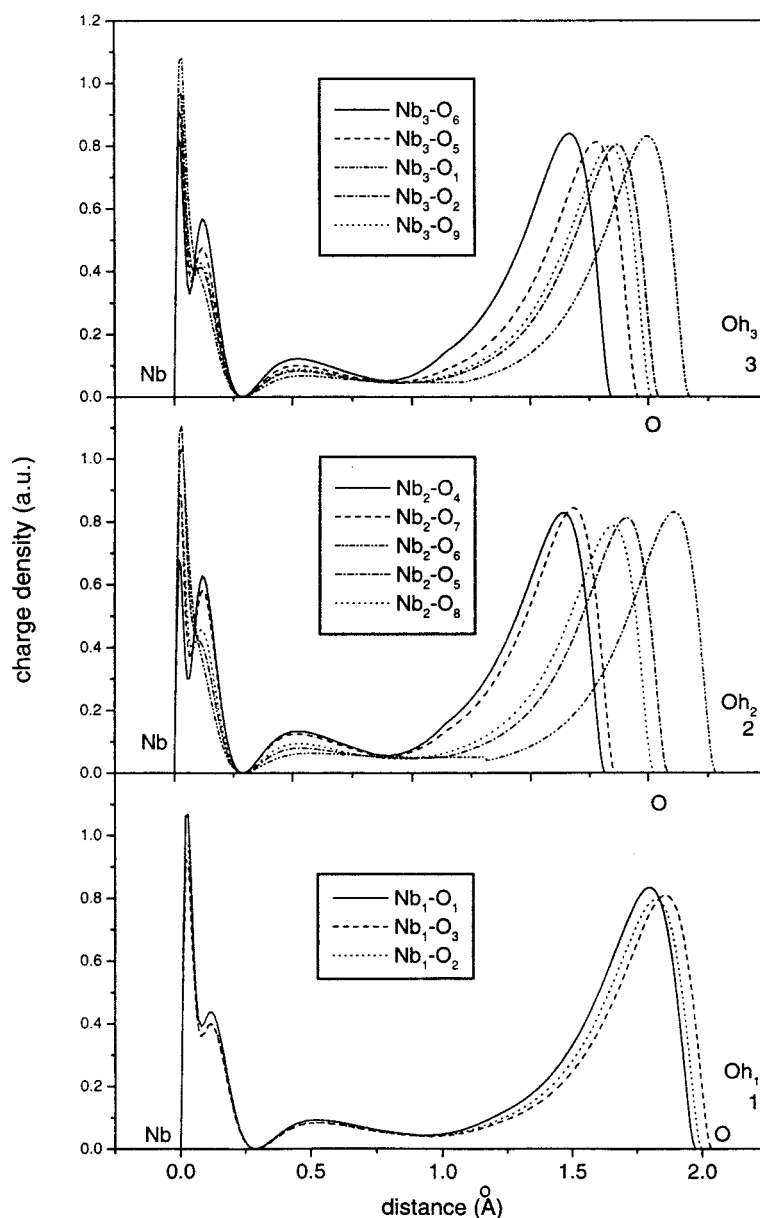 1.2
1.0
0.8
0.6
0.4
0.2
0.0
Nb₃-O₆
Nb₃-O₅
Nb₃-O₁
Nb₃-O₂
Nb₃-O₉
Nb
Oh₃
3
O
1.0
0.8
0.6
0.4
0.2
0.0
Nb₂-O₄
Nb₂-O₇
Nb₂-O₆
Nb₂-O₅
Nb₂-O₈
Nb
Oh₂
2
O
1.0
0.8
0.6
0.4
0.2
0.0
Nb₁-O₁
Nb₁-O₃
Nb₁-O₂
Nb
Oh₁
1
O
0.0 0.5 1.0 1.5 2.0
distance (Å)
charge density (a.u.)